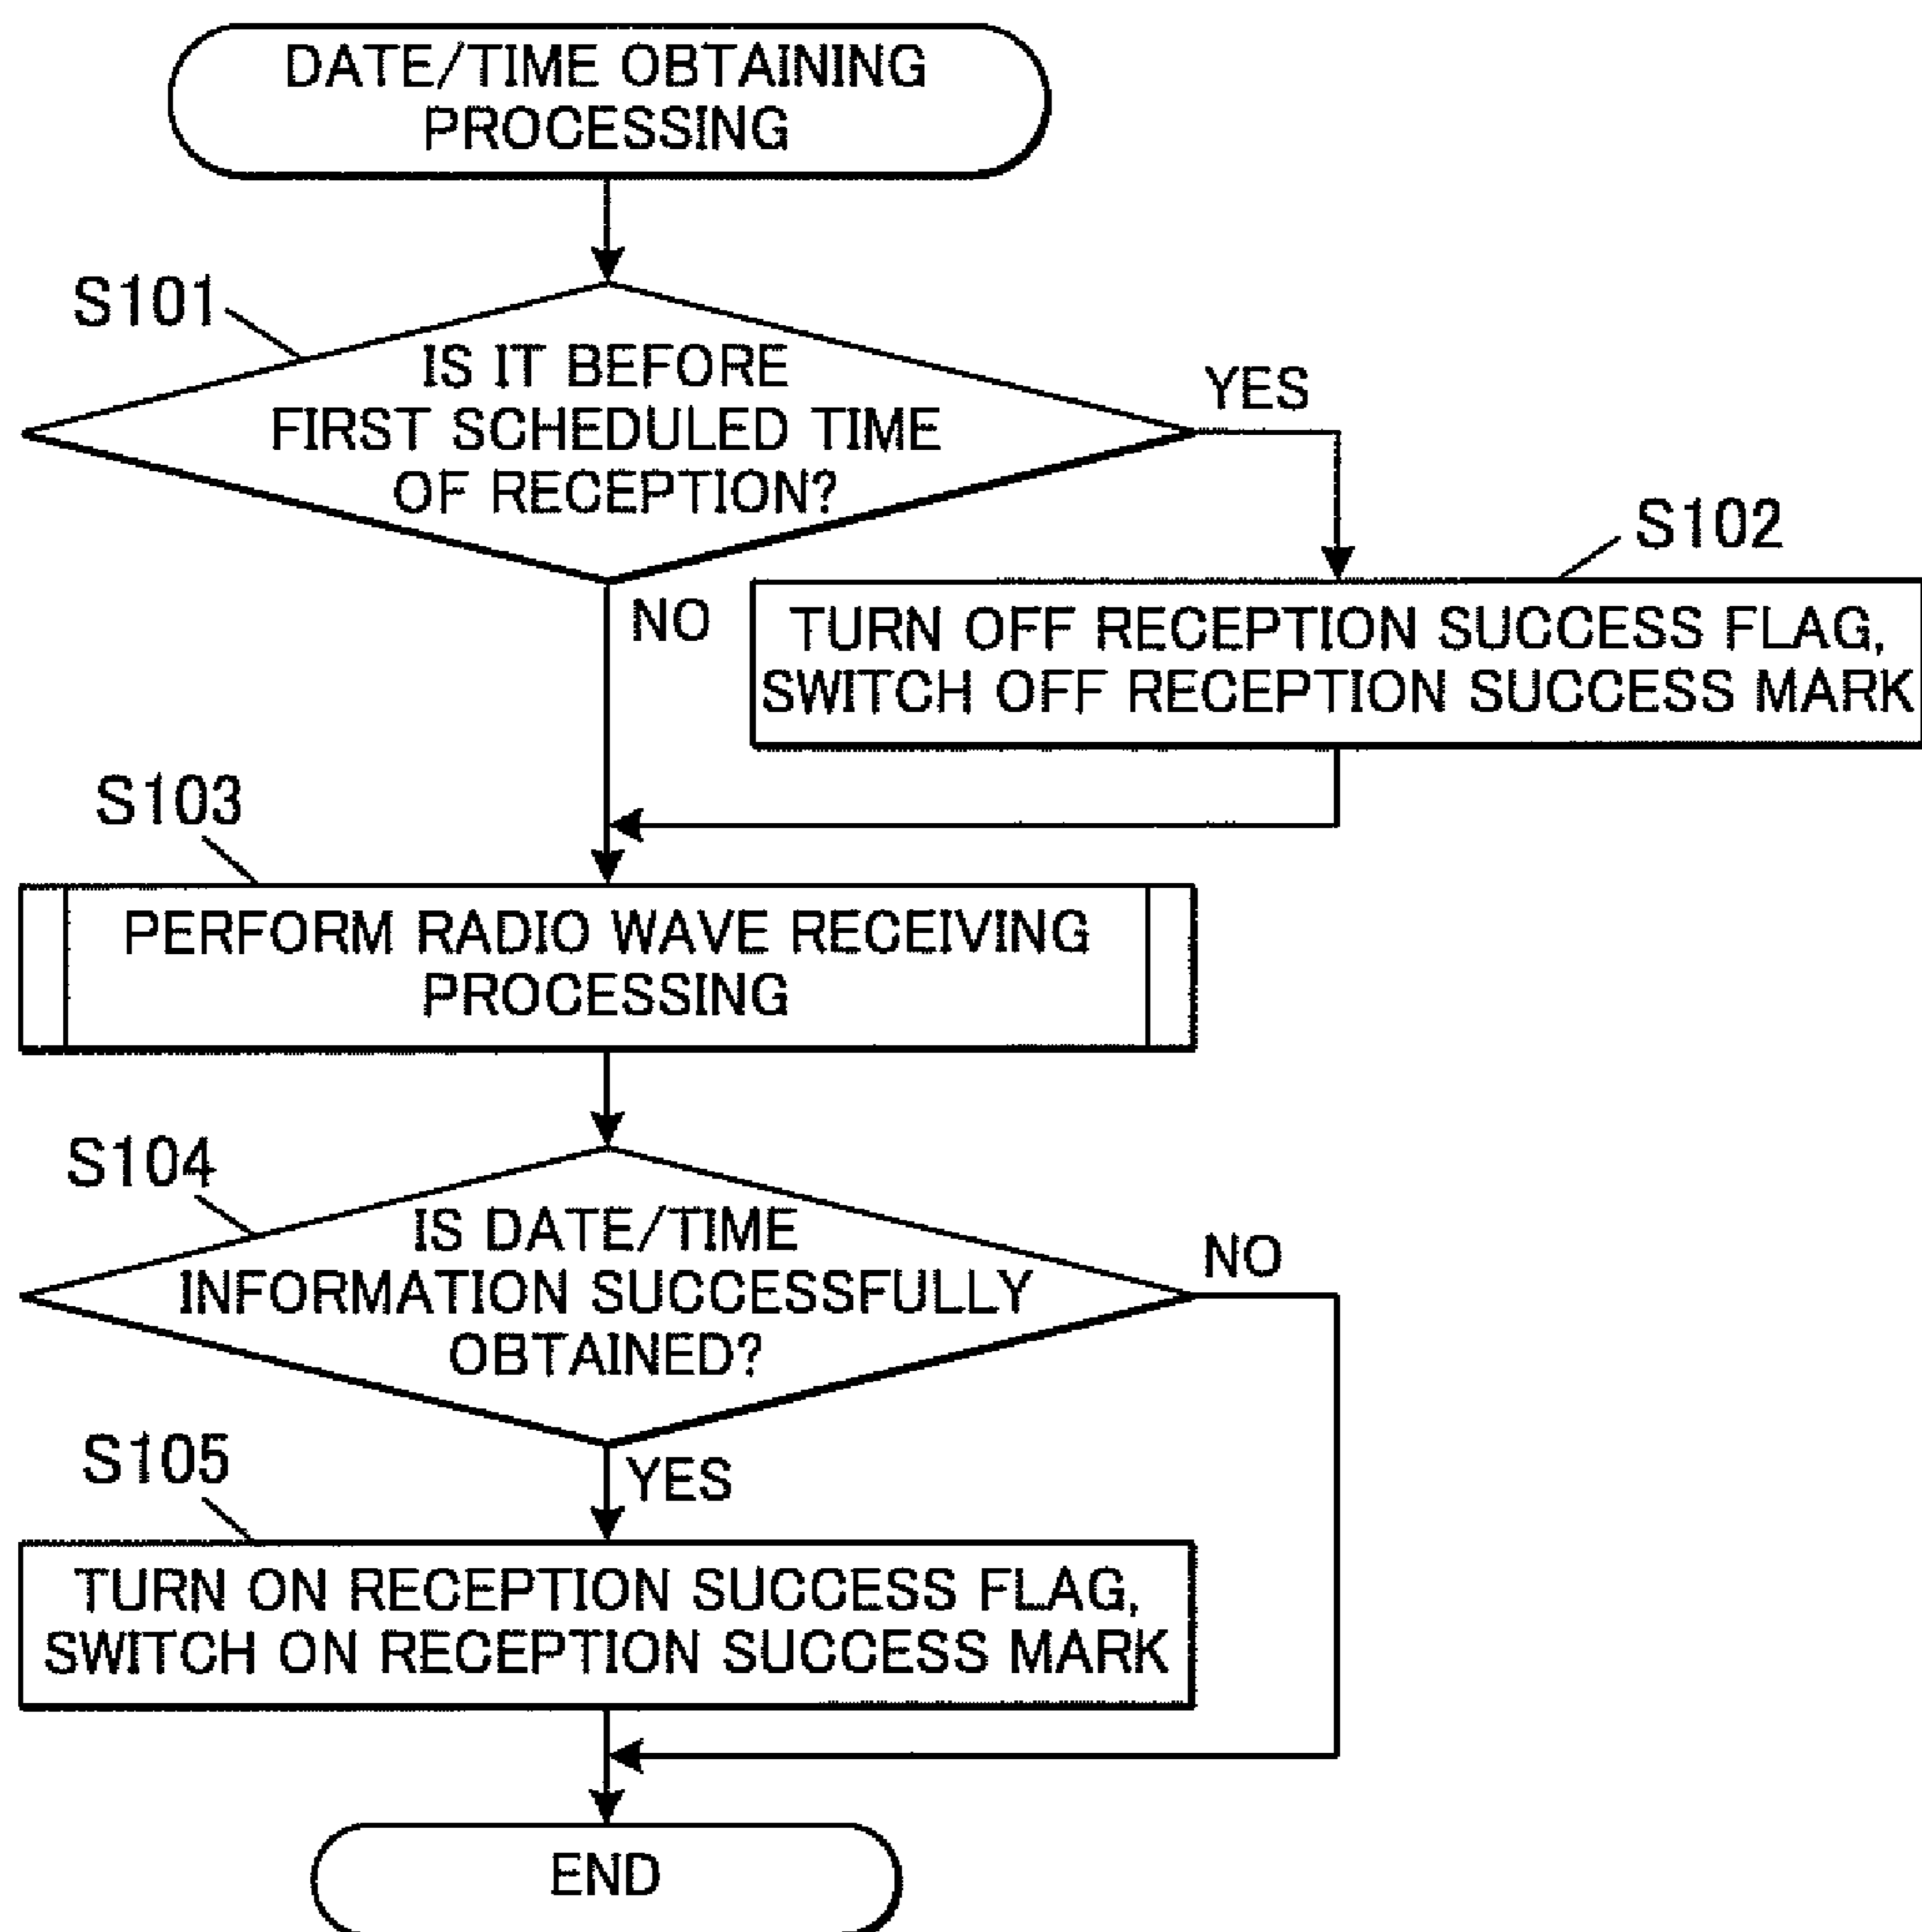 DATE/TIME OBTAINING
PROCESSING
S101
IS IT BEFORE
FIRST SCHEDULED TIME
OF RECEPTION?
YES
NO
S102
TURN OFF RECEPTION SUCCESS FLAG,
SWITCH OFF RECEPTION SUCCESS MARK
S103
PERFORM RADIO WAVE RECEIVING
PROCESSING
S104
IS DATE/TIME
INFORMATION SUCCESSFULLY
OBTAINED?
NO
YES
S105
TURN ON RECEPTION SUCCESS FLAG,
SWITCH ON RECEPTION SUCCESS MARK
END